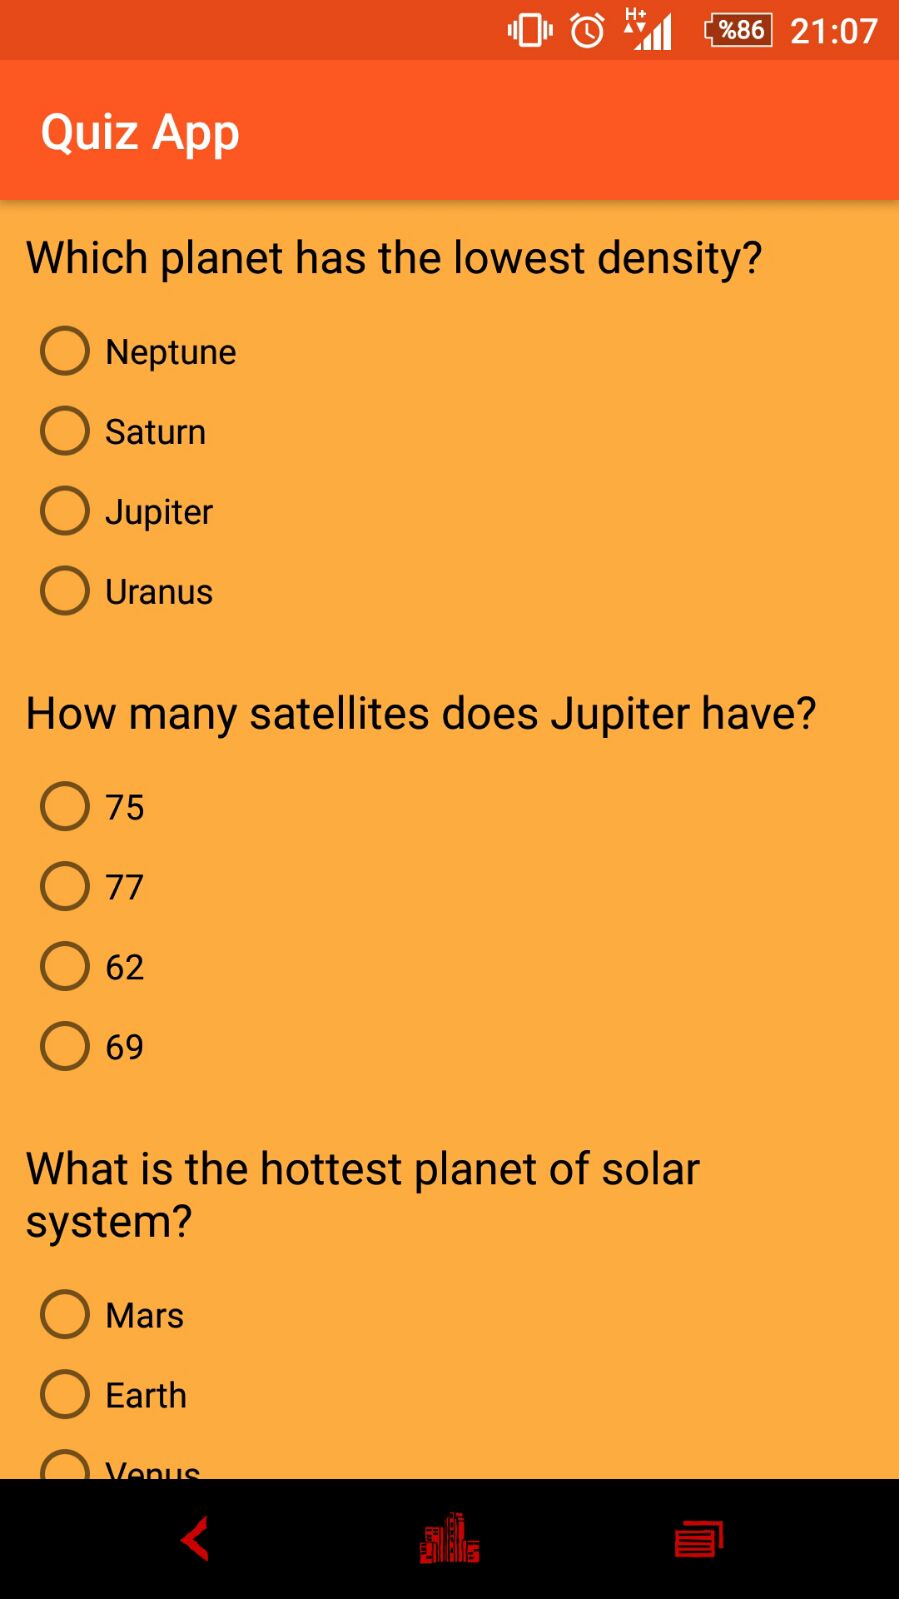 H+
%86 21:07
Quiz App
Which planet has the lowest density?
Neptune
Saturn
Jupiter
Uranus
How many satellites does Jupiter have?
75
77
62
69
What is the hottest planet of solar
system?
Mars
Earth
Venus